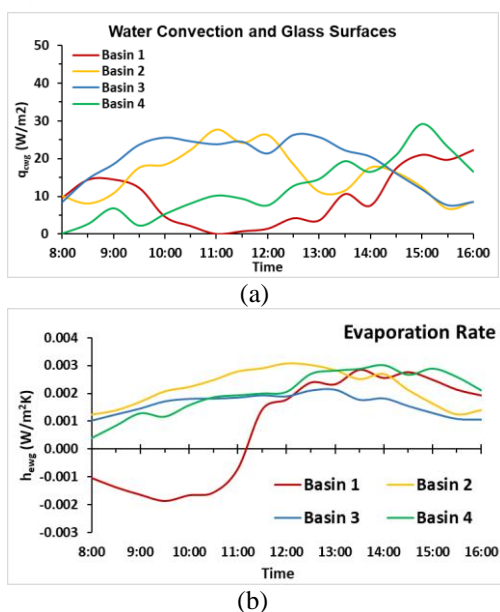 Water Convection and Glass Surfaces
Basin 1
Basin 2
Basin 3
Basin 4
q_cwg (W/m2)
50
40
30
20
10
0
8:00 9:00 10:00 11:00 12:00 13:00 14:00 15:00 16:00
Time
(a)
Evaporation Rate
h_ewg (W/m²K)
0.004
0.003
0.002
0.001
0.000
-0.001
-0.002
-0.003
Basin 1 Basin 2
Basin 3 Basin 4
8:00 9:00 10:00 11:00 12:00 13:00 14:00 15:00 16:00
Time
(b)